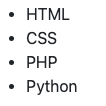 • HTML
• CSS
• PHP
• Python